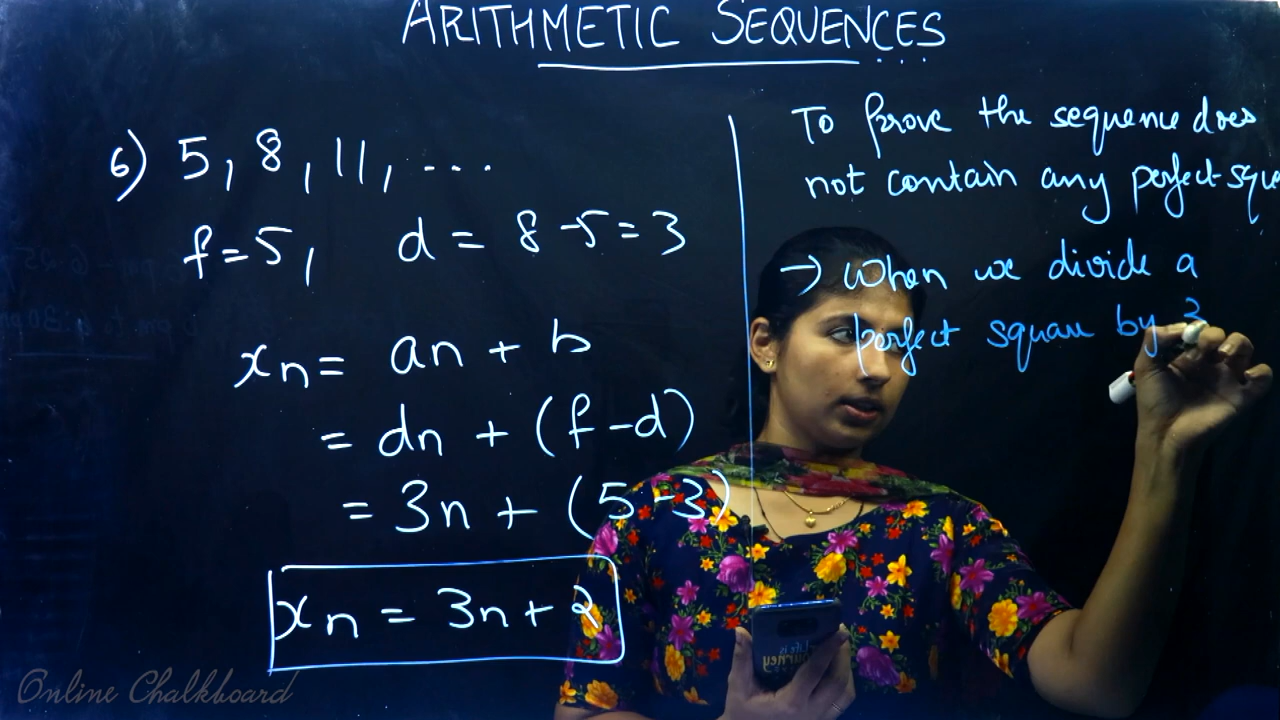 ARITHMETIC SEQUENCES...
6) 5, 8, 11, ...
f = 5, d = 8 - 5 = 3
xn = an + b
= dn + (f - d)
= 3n + (5 - 3)
xn = 3n + 2
To Prove the sequence does
not contain any perfect squa
→ When we divide a
perfect square by 3
Online Chalkboard